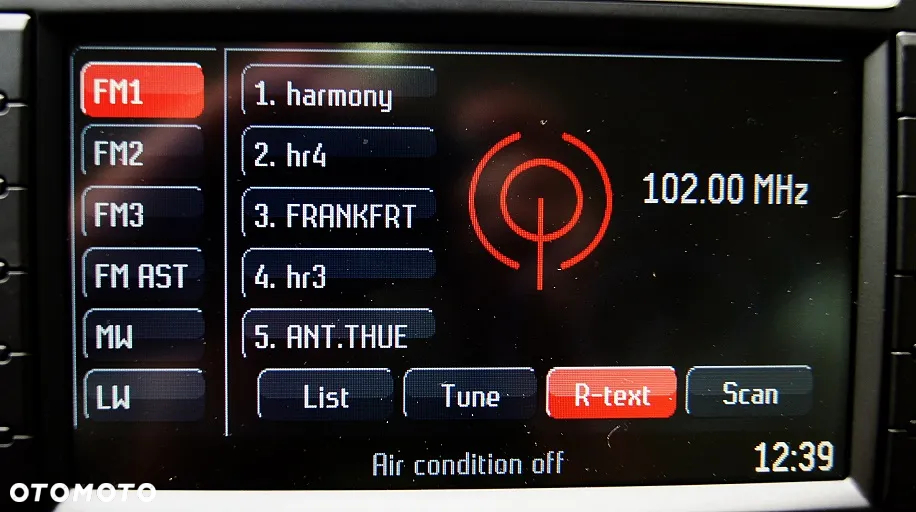 FM1
FM2
FM3
FM AST
MW
LW
1. harmony
2. hr4
3. FRANKFRT
4. hr3
5. ANT.THUE
102.00 MHz
List
Tune
R-text
Scan
Air condition off
12:39
OTOMOTO